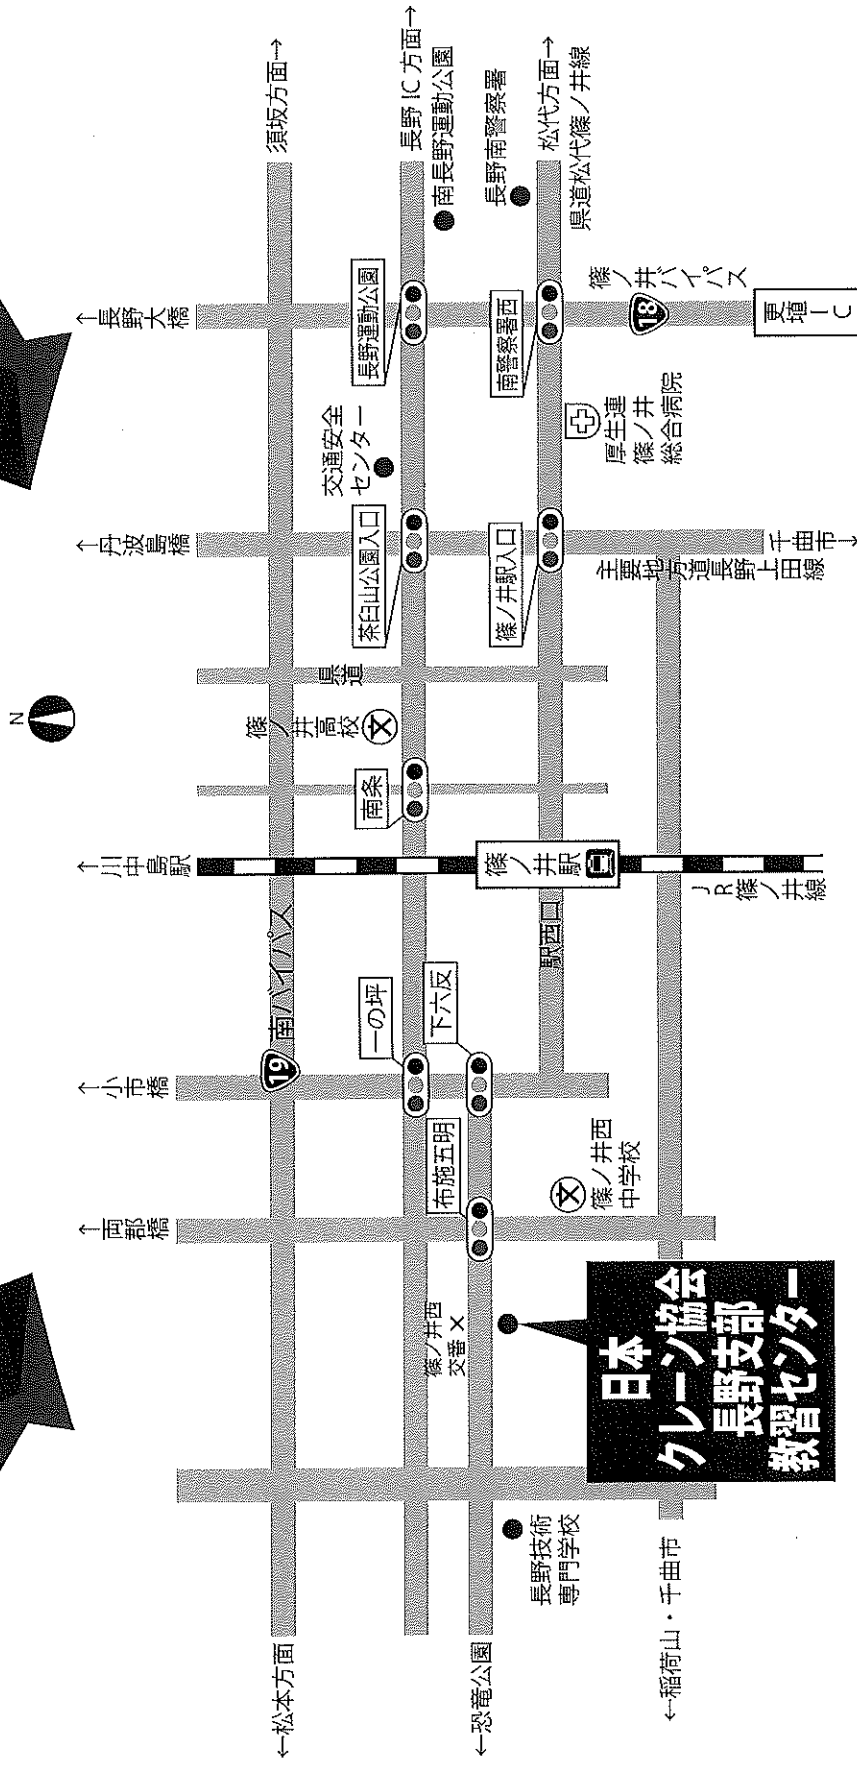 N
↑長野大橋
↑丹波島橋
↑川中島駅
↑小市橋
↑両郡橋
須坂方面→
長野IC方面→
南長野運動公園
長野南警察署
松代方面→
県道松代篠ノ井線
長野運動公園
南警察署西
篠ノ井バイパス
18
更埴IC
交通安全
センター
厚生連
篠ノ井
総合病院
茶臼山公園入口
篠ノ井駅入口
千曲市→
主要地方道長野上田線
県道
篠ノ井高校
文
南条
篠ノ井駅
JR篠ノ井線
駅西口
19
南バイパス
一の坪
下六反
布施五明
文
篠ノ井西
中学校
篠ノ井西
交番
日本
クレーン協会
長野支部
教習センター
長野技術
専門学校
←松本方面
←恐竜公園
←稲荷山・千曲市